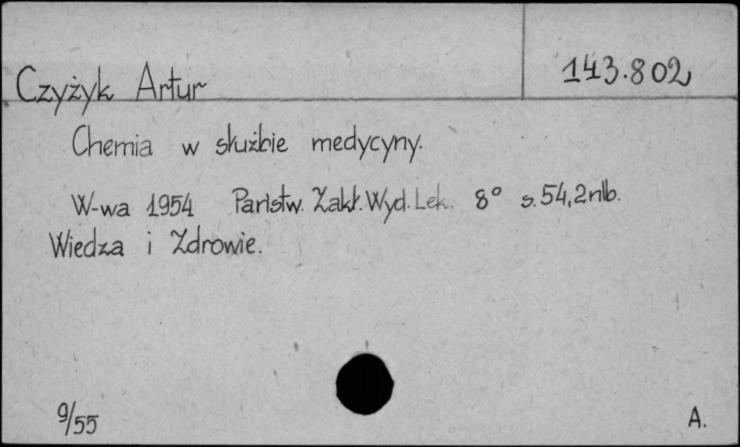 Czyżyk Artur 143.802
Chemia w służbie medycyny.
W-wa 1954 Państw. Zakł. Wyd. Lek. 8° s. 54, 2 nlb.
Wiedza i Zdrowie.
9/55 A.